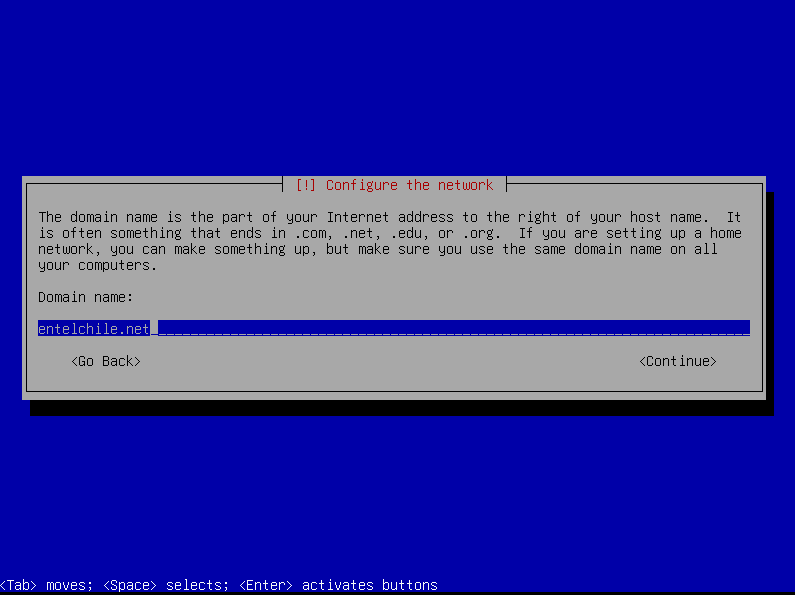 [!] Configure the network
The domain name is the part of your Internet address to the right of your host name.  It
is often something that ends in .com, .net, .edu, or .org.  If you are setting up a home
network, you can make something up, but make sure you use the same domain name on all
your computers.
Domain name:
entelchile.net
<Go Back> <Continue>
<Tab> moves; <Space> selects; <Enter> activates buttons